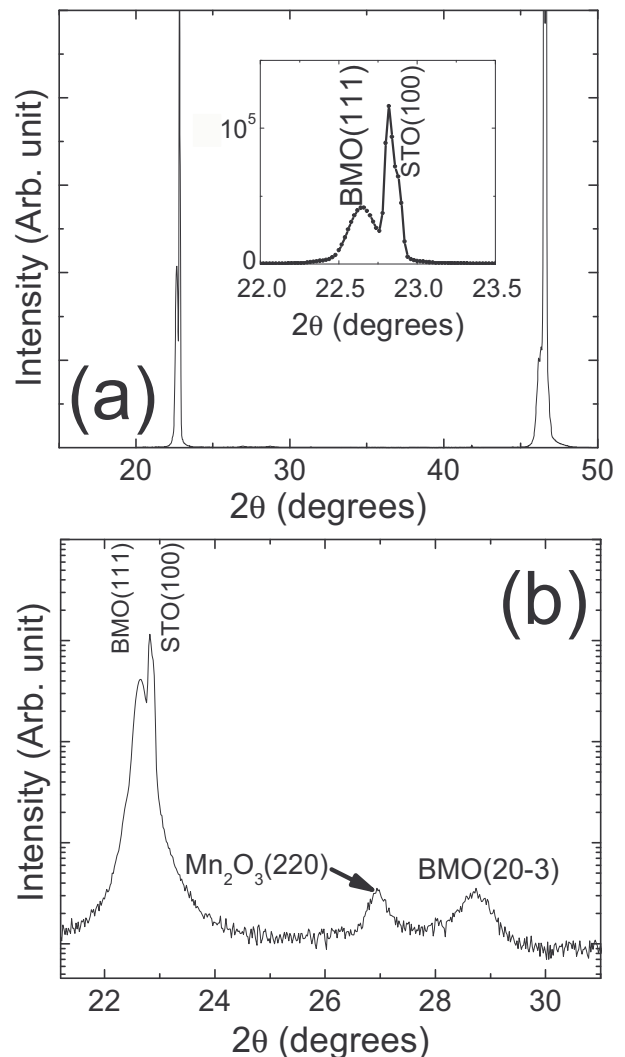 Intensity (Arb. unit)
(a)
10⁵
0
BMO(111)
STO(100)
22.0 22.5 23.0 23.5
2θ (degrees)
20 30 40 50
2θ (degrees)
Intensity (Arb. unit)
(b)
BMO(111)
STO(100)
Mn₂O₃(220)
BMO(20-3)
22 24 26 28 30
2θ (degrees)